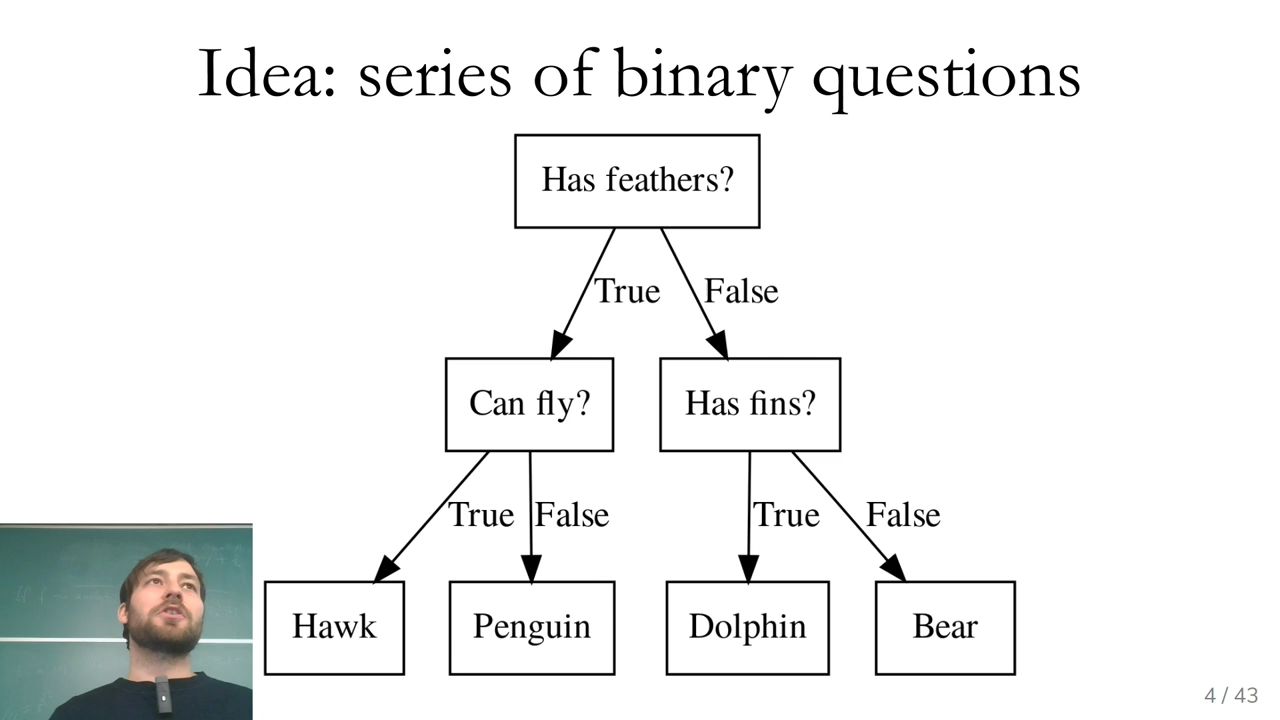 Idea: series of binary questions
Has feathers?
True False
Can fly? Has fins?
True False True False
Hawk Penguin Dolphin Bear
4 / 43